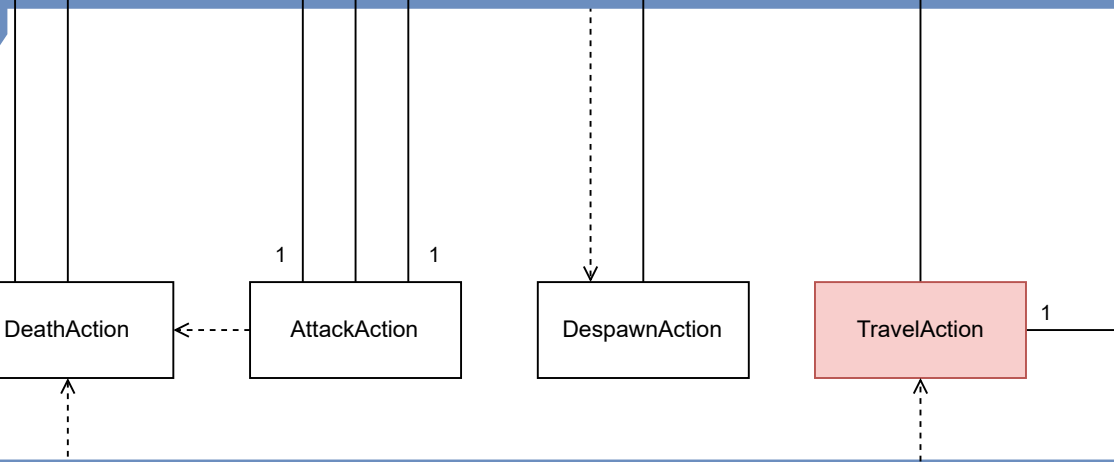 1
1
1
DeathAction
AttackAction
DespawnAction
TravelAction